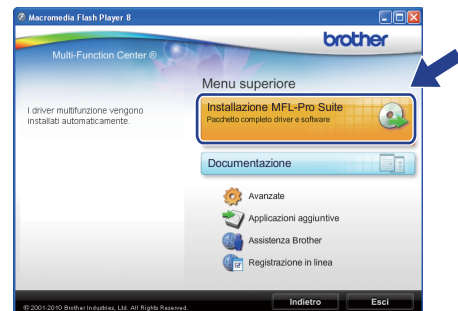 Macromedia Flash Player 8
brother
Multi-Function Center ®
Menu superiore
I driver multifunzione vengono
installati automaticamente.
Installazione MFL-Pro Suite
Pacchetto completo driver e software
Documentazione
Avanzate
Applicazioni aggiuntive
Assistenza Brother
Registrazione in linea
© 2001-2010 Brother Industries, Ltd. All Rights Reserved.
Indietro
Esci